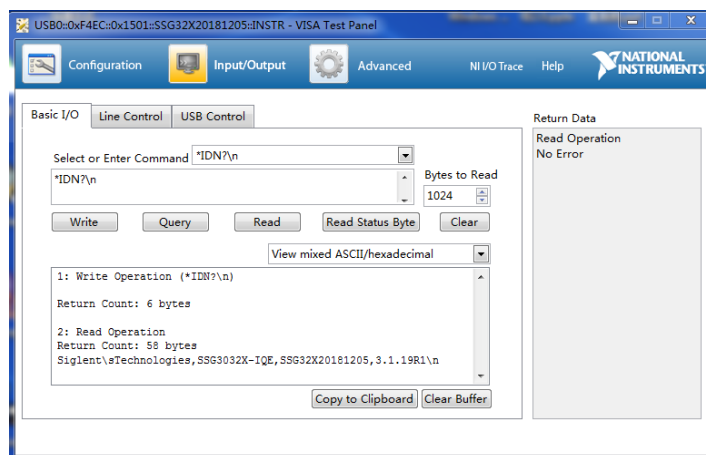 USB0::0xF4EC::0x1501::SSG32X20181205::INSTR - VISA Test Panel
Configuration Input/Output Advanced NI I/O Trace Help NATIONAL INSTRUMENTS
Basic I/O Line Control USB Control
Return Data
Read Operation
No Error
Select or Enter Command *IDN?\n
*IDN?\n
Bytes to Read
1024
Write Query Read Read Status Byte Clear
View mixed ASCII/hexadecimal
1: Write Operation (*IDN?\n)
Return Count: 6 bytes
2: Read Operation
Return Count: 58 bytes
Siglent\sTechnologies,SSG3032X-IQE,SSG32X20181205,3.1.19R1\n
Copy to Clipboard Clear Buffer